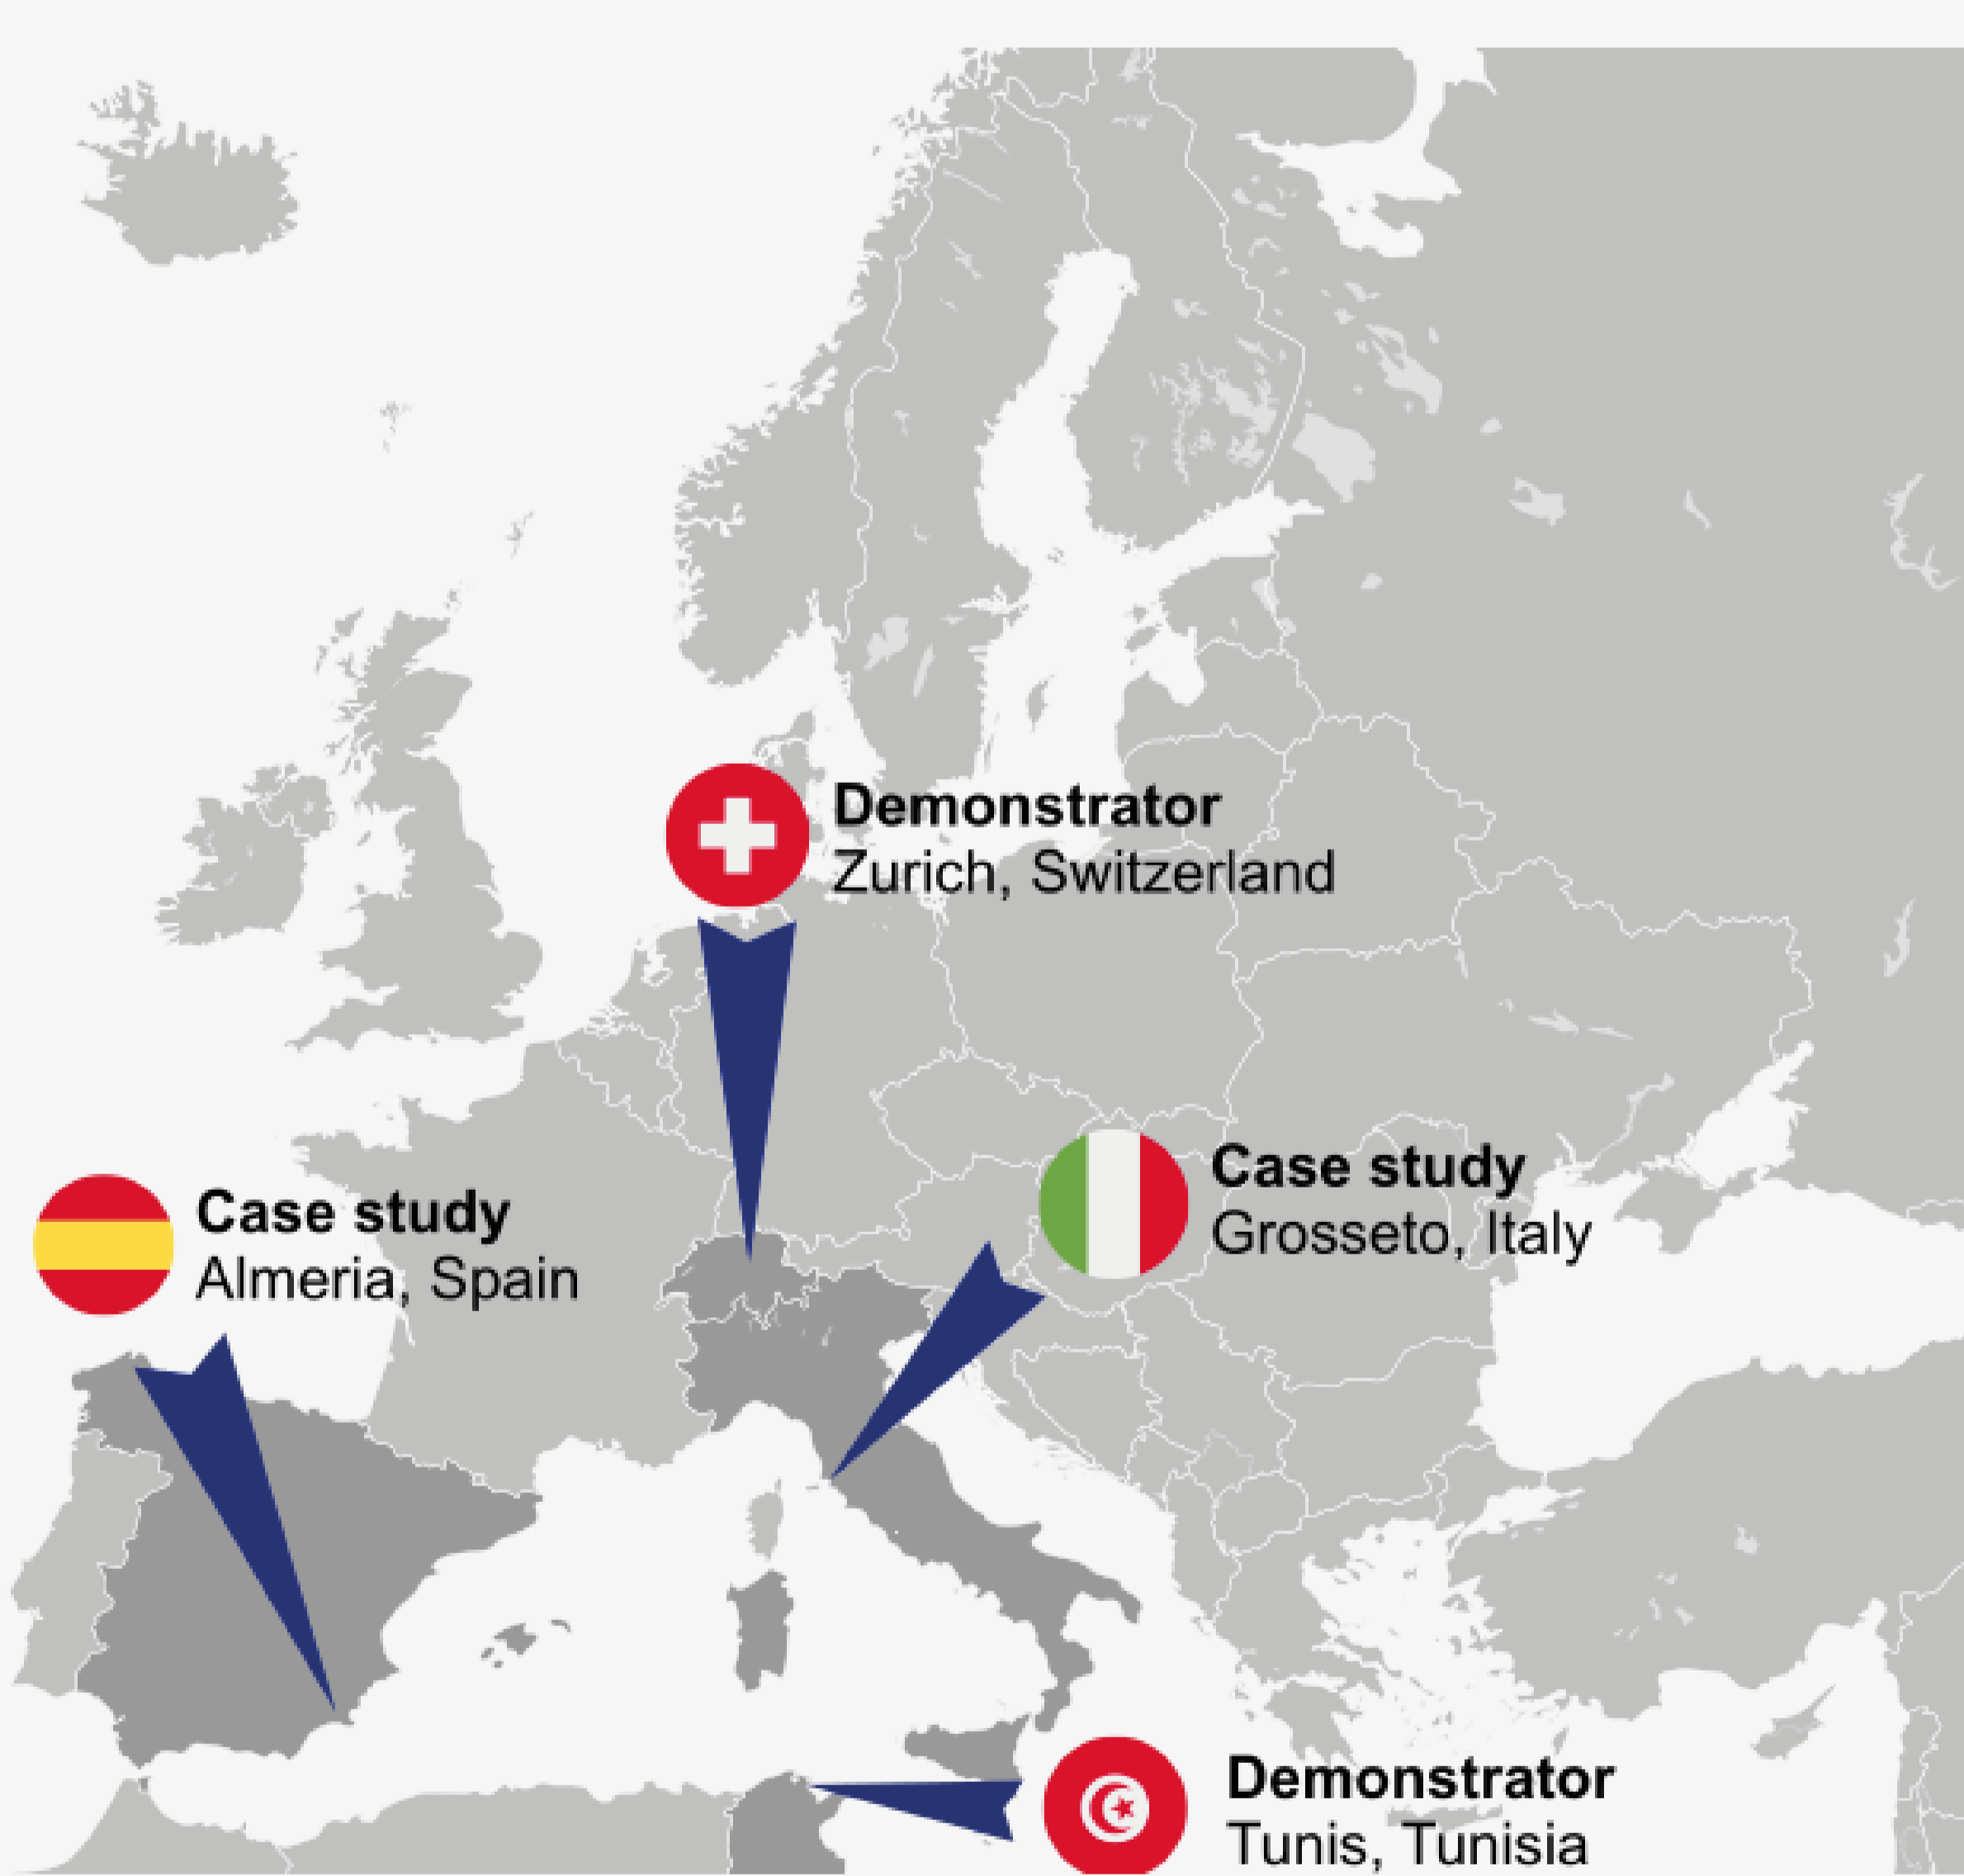 Demonstrator
Zurich, Switzerland
Case study
Grosseto, Italy
Case study
Almeria, Spain
Demonstrator
Tunis, Tunisia